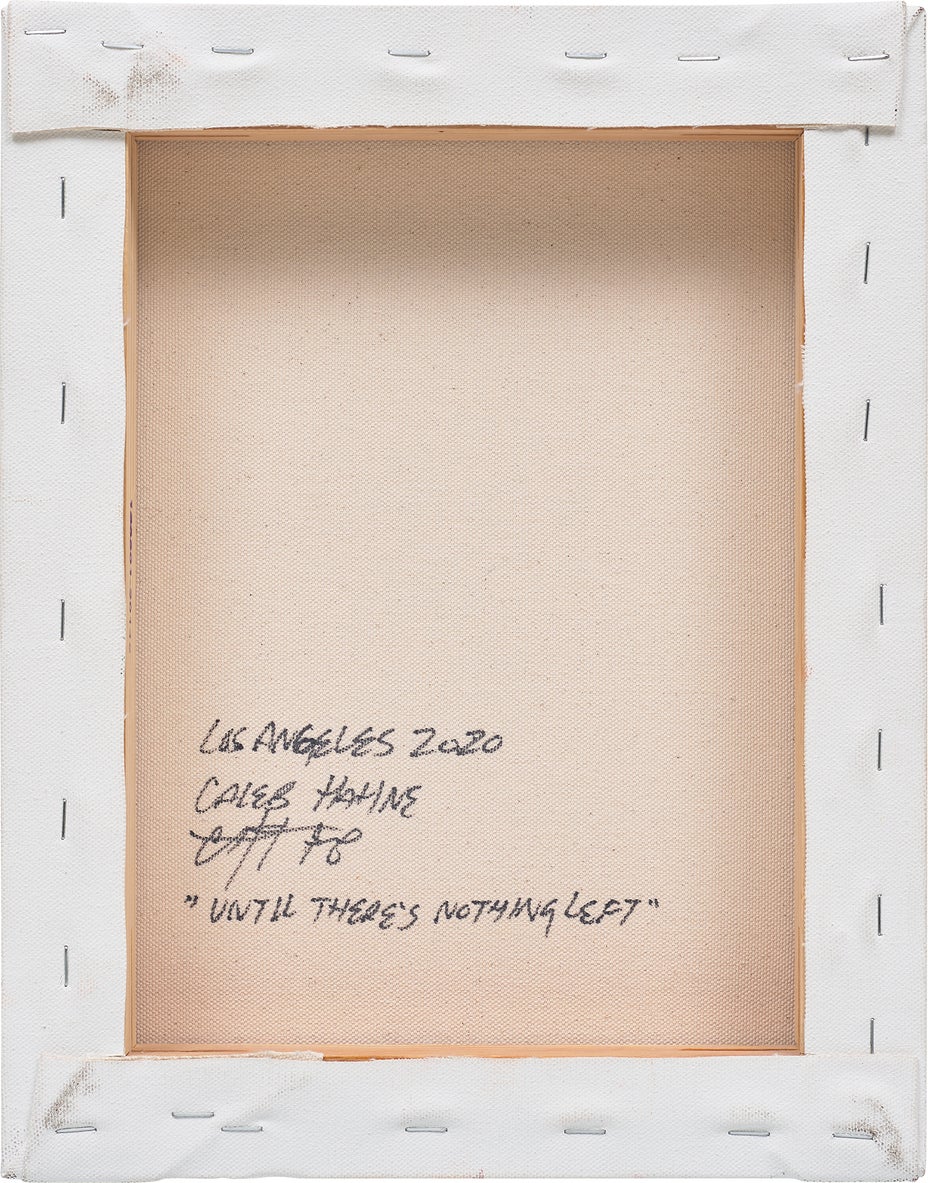 LOS ANGELES 2020
CALEB HAHNE
" UNTIL THERE'S NOTHING LEFT "